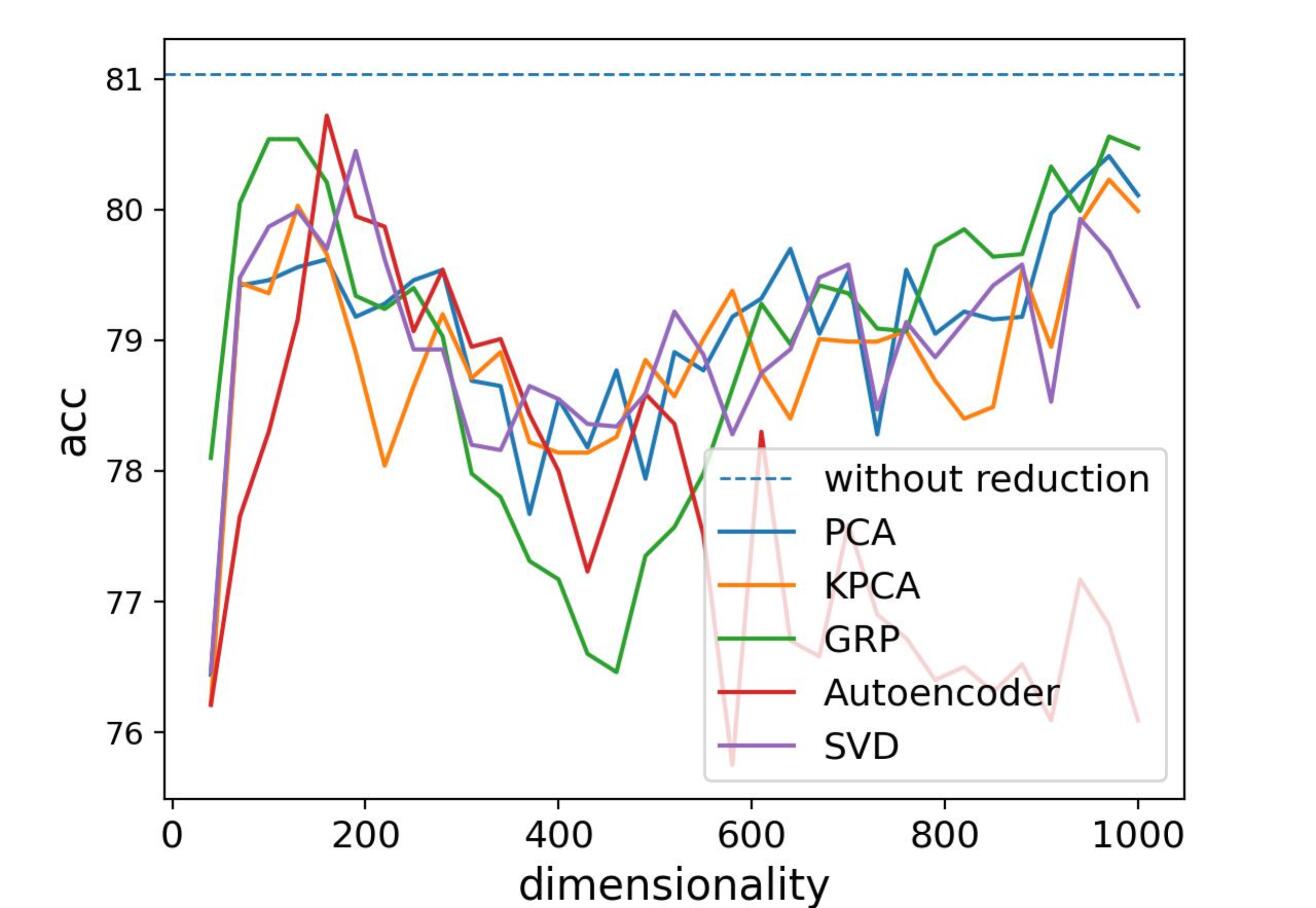 81
80
79
78
77
76
acc
without reduction
PCA
KPCA
GRP
Autoencoder
SVD
0 200 400 600 800 1000
dimensionality